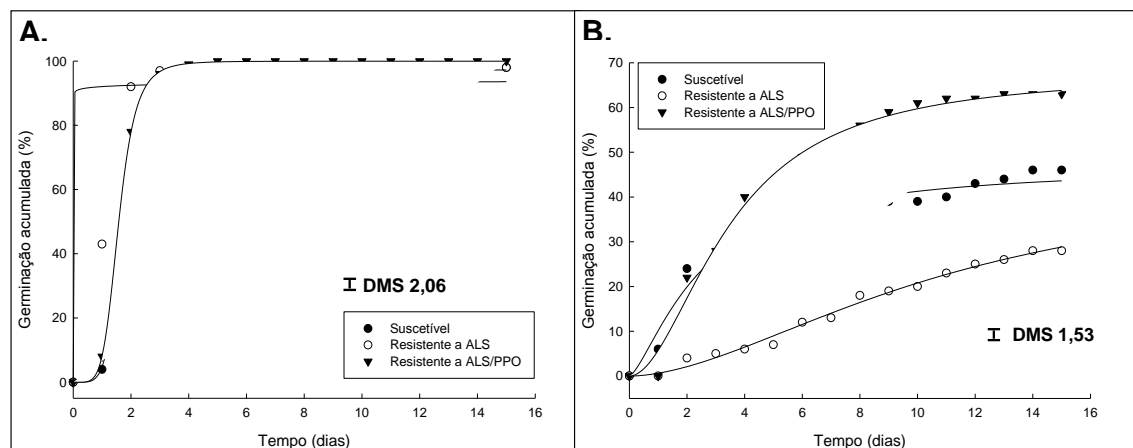 A.
Germinação acumulada (%)
100
80
60
40
20
0
DMS 2,06
Suscetível
Resistente a ALS
Resistente a ALS/PPO
0 2 4 6 8 10 12 14 16
Tempo (dias)
B.
Germinação acumulada (%)
70
60
50
40
30
20
10
0
Suscetível
Resistente a ALS
Resistente a ALS/PPO
DMS 1,53
0 2 4 6 8 10 12 14 16
Tempo (dias)